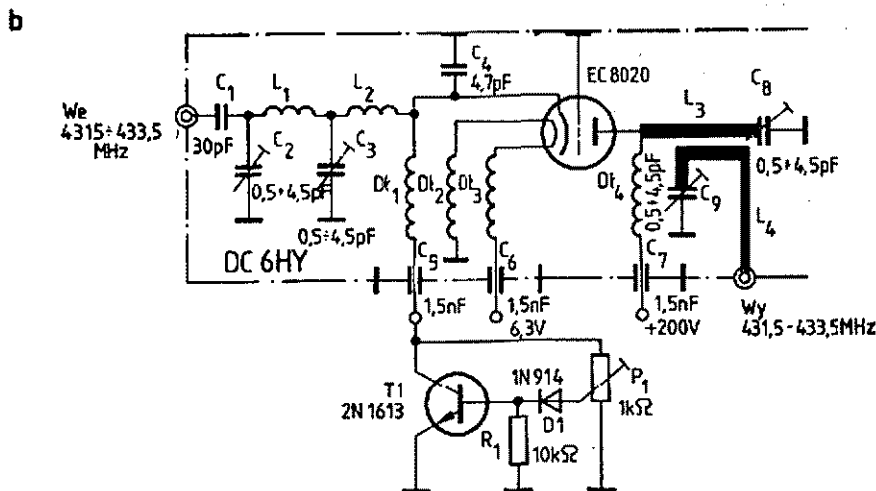 b
C4
4,7pF
EC 8020
We
4315÷433,5
MHz
C1
30pF
L1
L2
C2
0,5÷4,5pF
C3
0,5÷4,5pF
Dł1
Dł2
Dł3
L3
C8
0,5÷4,5pF
Dł4
0,5÷4,5pF
C9
L4
DC 6HY
C5
1,5nF
C6
1,5nF
6,3V
C7
1,5nF
+200V
Wy
431,5-433,5MHz
T1
2N 1613
1N 914
D1
R1
10kΩ
P1
1kΩ